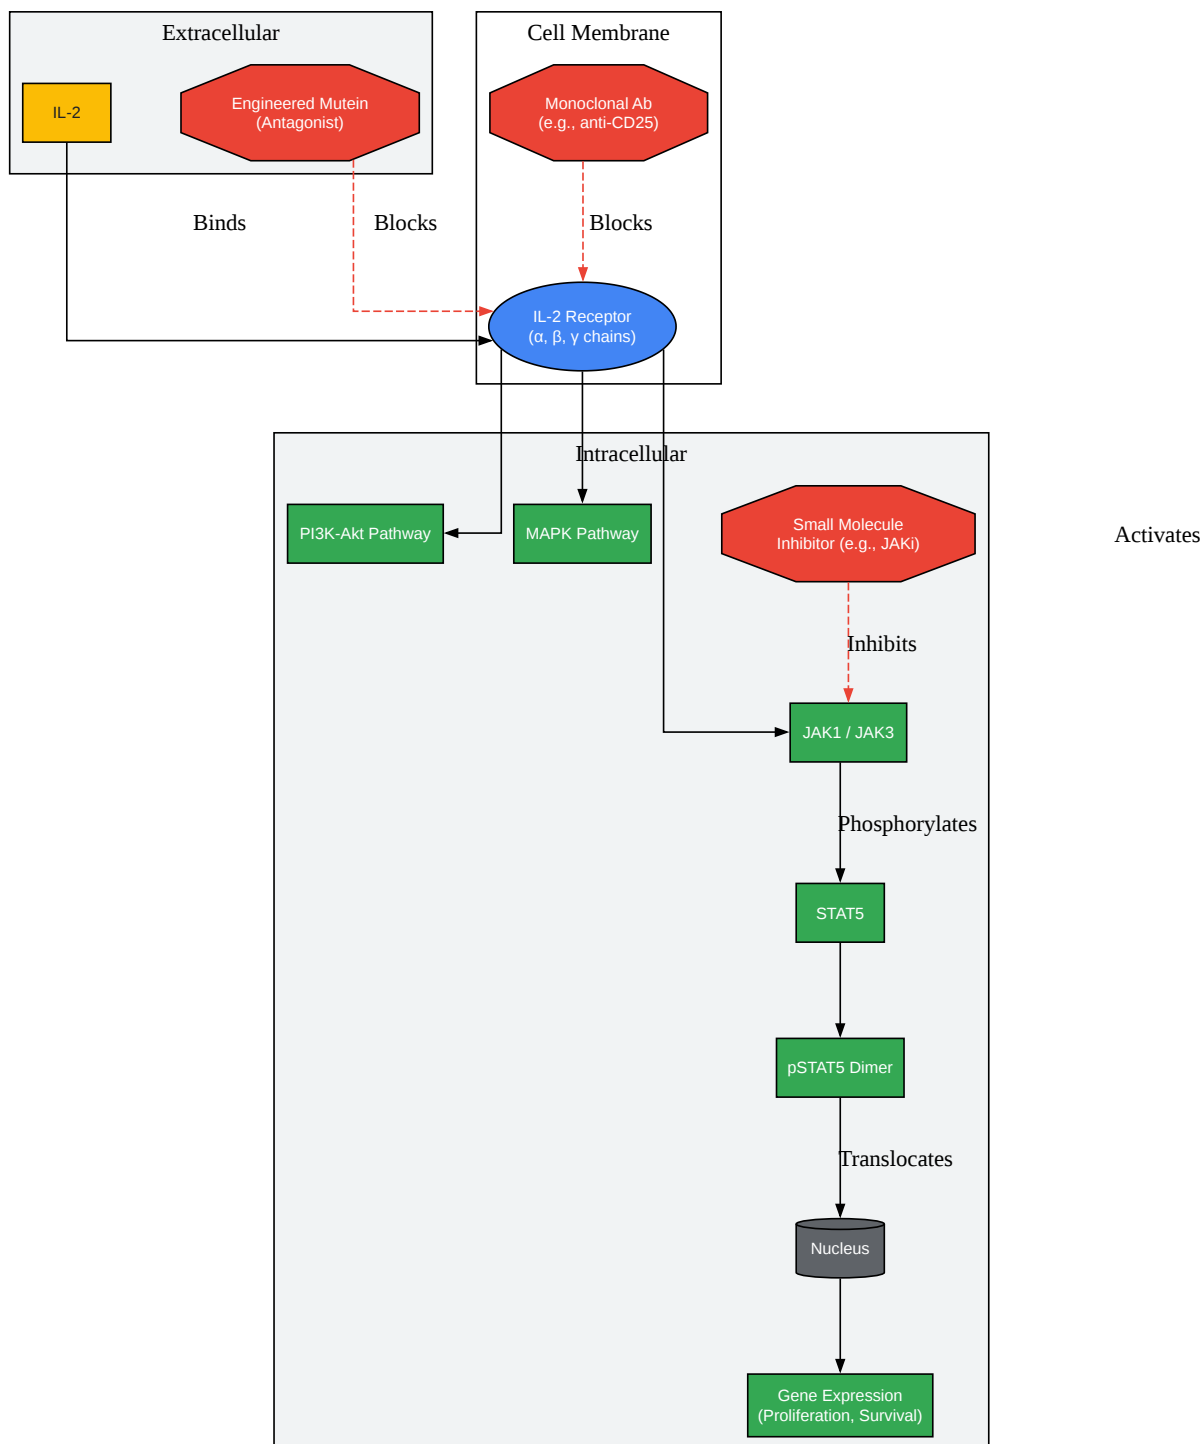 Extracellular
Cell Membrane
IL-2
Engineered Mutein
(Antagonist)
Monoclonal Ab
(e.g., anti-CD25)
Binds
Blocks
Blocks
IL-2 Receptor
(α, β, γ chains)
Intracellular
PI3K-Akt Pathway
MAPK Pathway
Small Molecule
Inhibitor (e.g., JAKi)
Activates
Inhibits
JAK1 / JAK3
Phosphorylates
STAT5
pSTAT5 Dimer
Translocates
Nucleus
Gene Expression
(Proliferation, Survival)